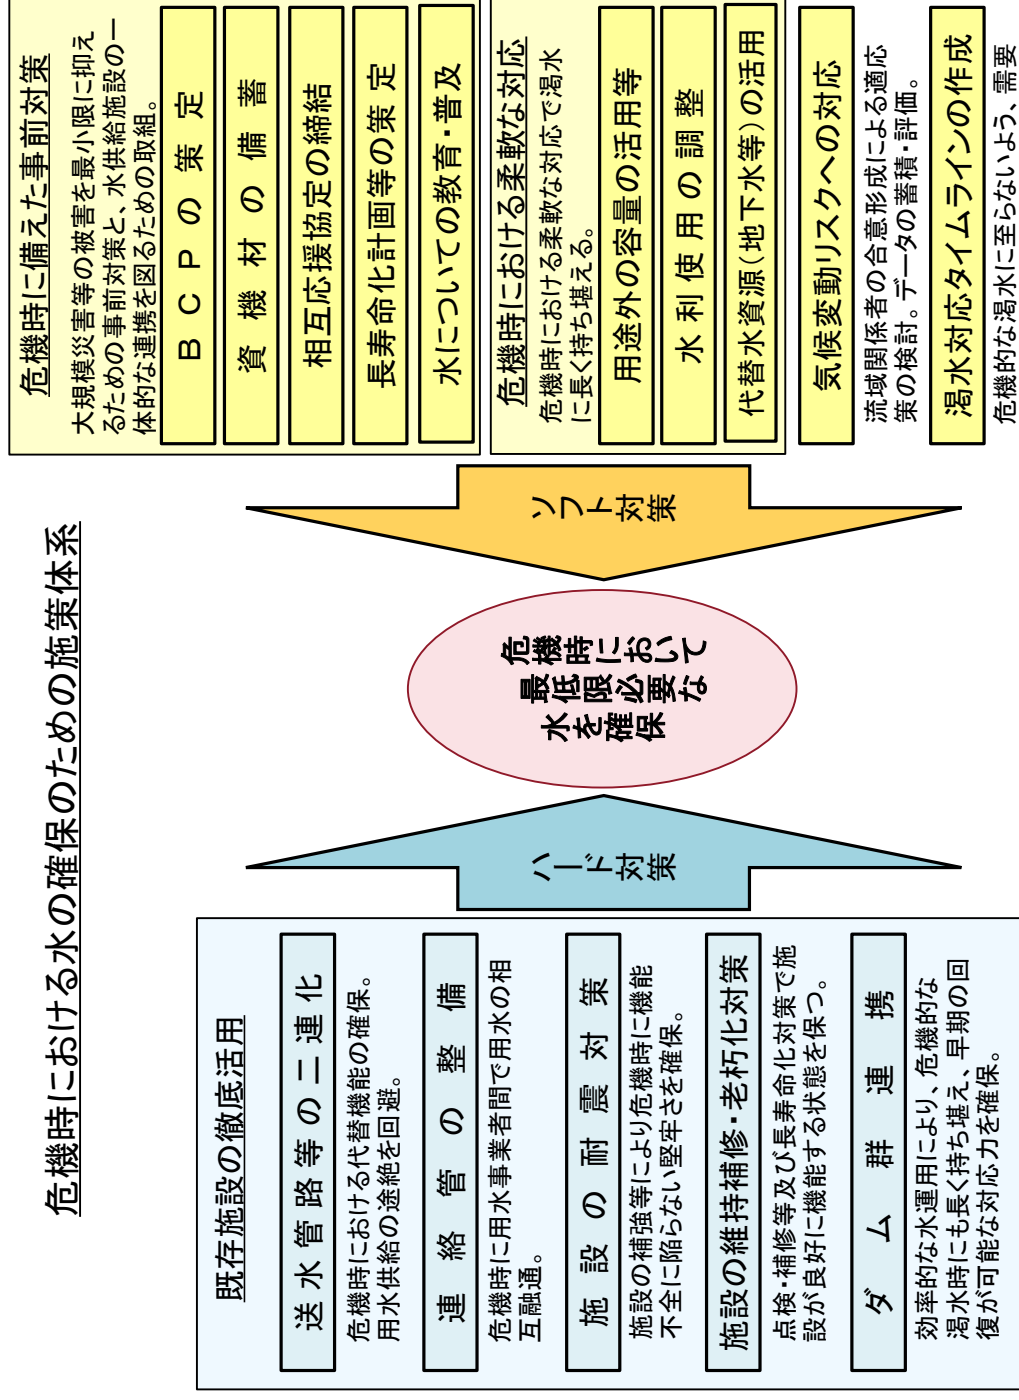 危機時における水の確保のための施策体系
既存施設の徹底活用
送水管路等の二連化
危機時における代替機能の確保。
用水供給の途絶を回避。
連絡管の整備
危機時に用水事業者間で用水の相
互融通。
施設の耐震対策
施設の補強等により危機時に機能
不全に陥らない堅牢さを確保。
施設の維持補修・老朽化対策
点検・補修等及び長寿命化対策で施
設が良好に機能する状態を保つ。
ダム群連携
効率的な水運用により、危機的な
渇水時にも長く持ち堪え、早期の回
復が可能な対応力を確保。
ハード対策
危機時において
最低限必要な
水を確保
ソフト対策
危機時に備えた事前対策
大規模災害等の被害を最小限に抑え
るための事前対策と、水供給施設の一
体的な連携を図るための取組。
BCPの策定
資機材の備蓄
相互応援協定の締結
長寿命化計画等の策定
水についての教育・普及
危機時における柔軟な対応
危機時における柔軟な対応で渇水
に長く持ち堪える。
用途外の容量の活用等
水利使用の調整
代替水資源(地下水等)の活用
気候変動リスクへの対応
流域関係者の合意形成による適応
策の検討。データの蓄積・評価。
渇水対応タイムラインの作成
危機的な渇水に至らないよう、需要